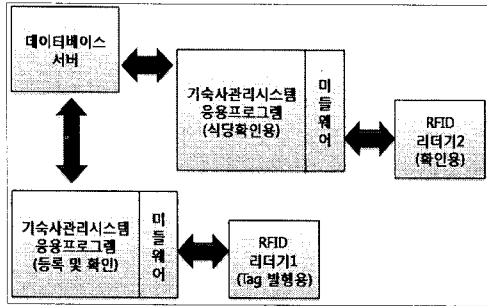 데이터베이스
서버
기숙사관리시스템
응용프로그램
(식당확인용)
미
들
웨
어
RFID
리더기2
(확인용)
기숙사관리시스템
응용프로그램
(등록 및 확인)
미
들
웨
어
RFID
리더기1
(Tag 발행용)